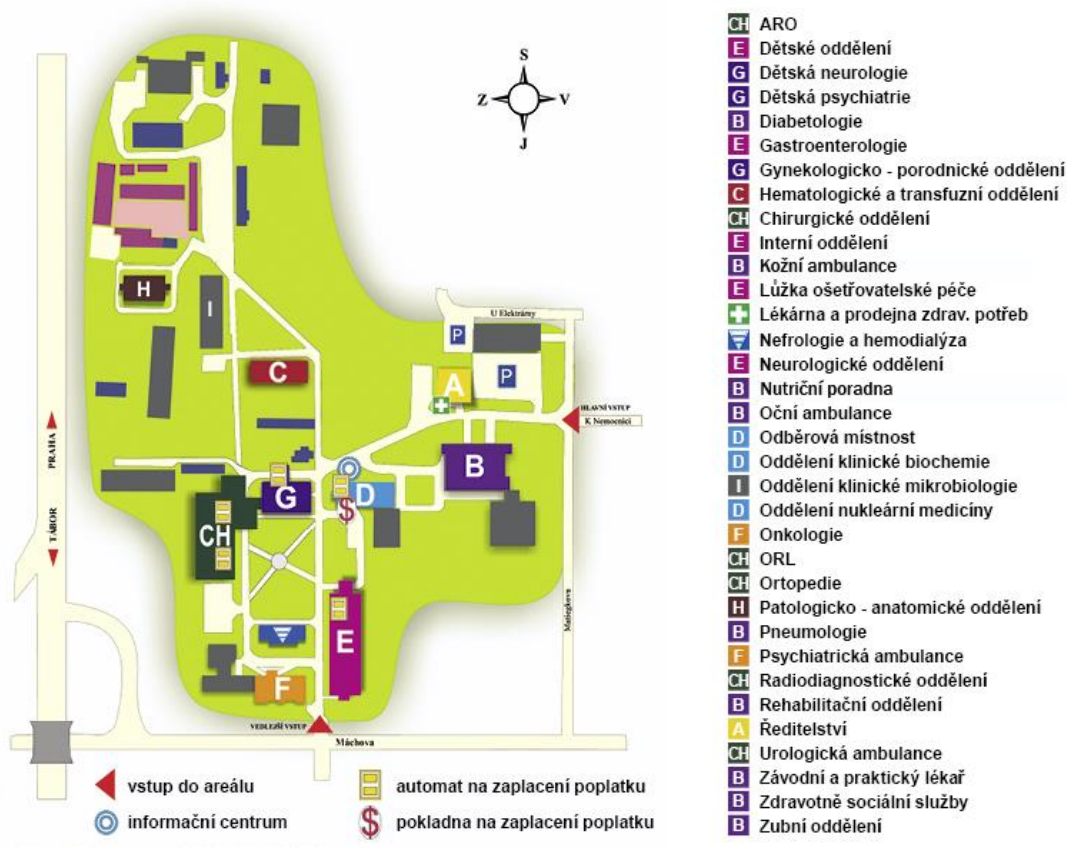 S
Z V
J
H
I
U Elektrárny
P
C
A
P
HLAVNÍ VSTUP
K Nemocnici
PRAHA
TÁBOR
B
G
D
$
CH
E
F
Matiegkova
VEDLEJŠÍ VSTUP
Máchova
vstup do areálu
automat na zaplacení poplatku
informační centrum
$ pokladna na zaplacení poplatku
CH ARO
E Dětské oddělení
G Dětská neurologie
G Dětská psychiatrie
B Diabetologie
E Gastroenterologie
G Gynekologicko - porodnické oddělení
C Hematologické a transfuzní oddělení
CH Chirurgické oddělení
E Interní oddělení
B Kožní ambulance
E Lůžka ošetřovatelské péče
Lékárna a prodejna zdrav. potřeb
Nefrologie a hemodialýza
E Neurologické oddělení
B Nutriční poradna
B Oční ambulance
D Odběrová místnost
D Oddělení klinické biochemie
I Oddělení klinické mikrobiologie
D Oddělení nukleární medicíny
F Onkologie
CH ORL
CH Ortopedie
H Patologicko - anatomické oddělení
B Pneumologie
F Psychiatrická ambulance
CH Radiodiagnostické oddělení
B Rehabilitační oddělení
A Ředitelství
CH Urologická ambulance
B Závodní a praktický lékař
B Zdravotně sociální služby
B Zubní oddělení